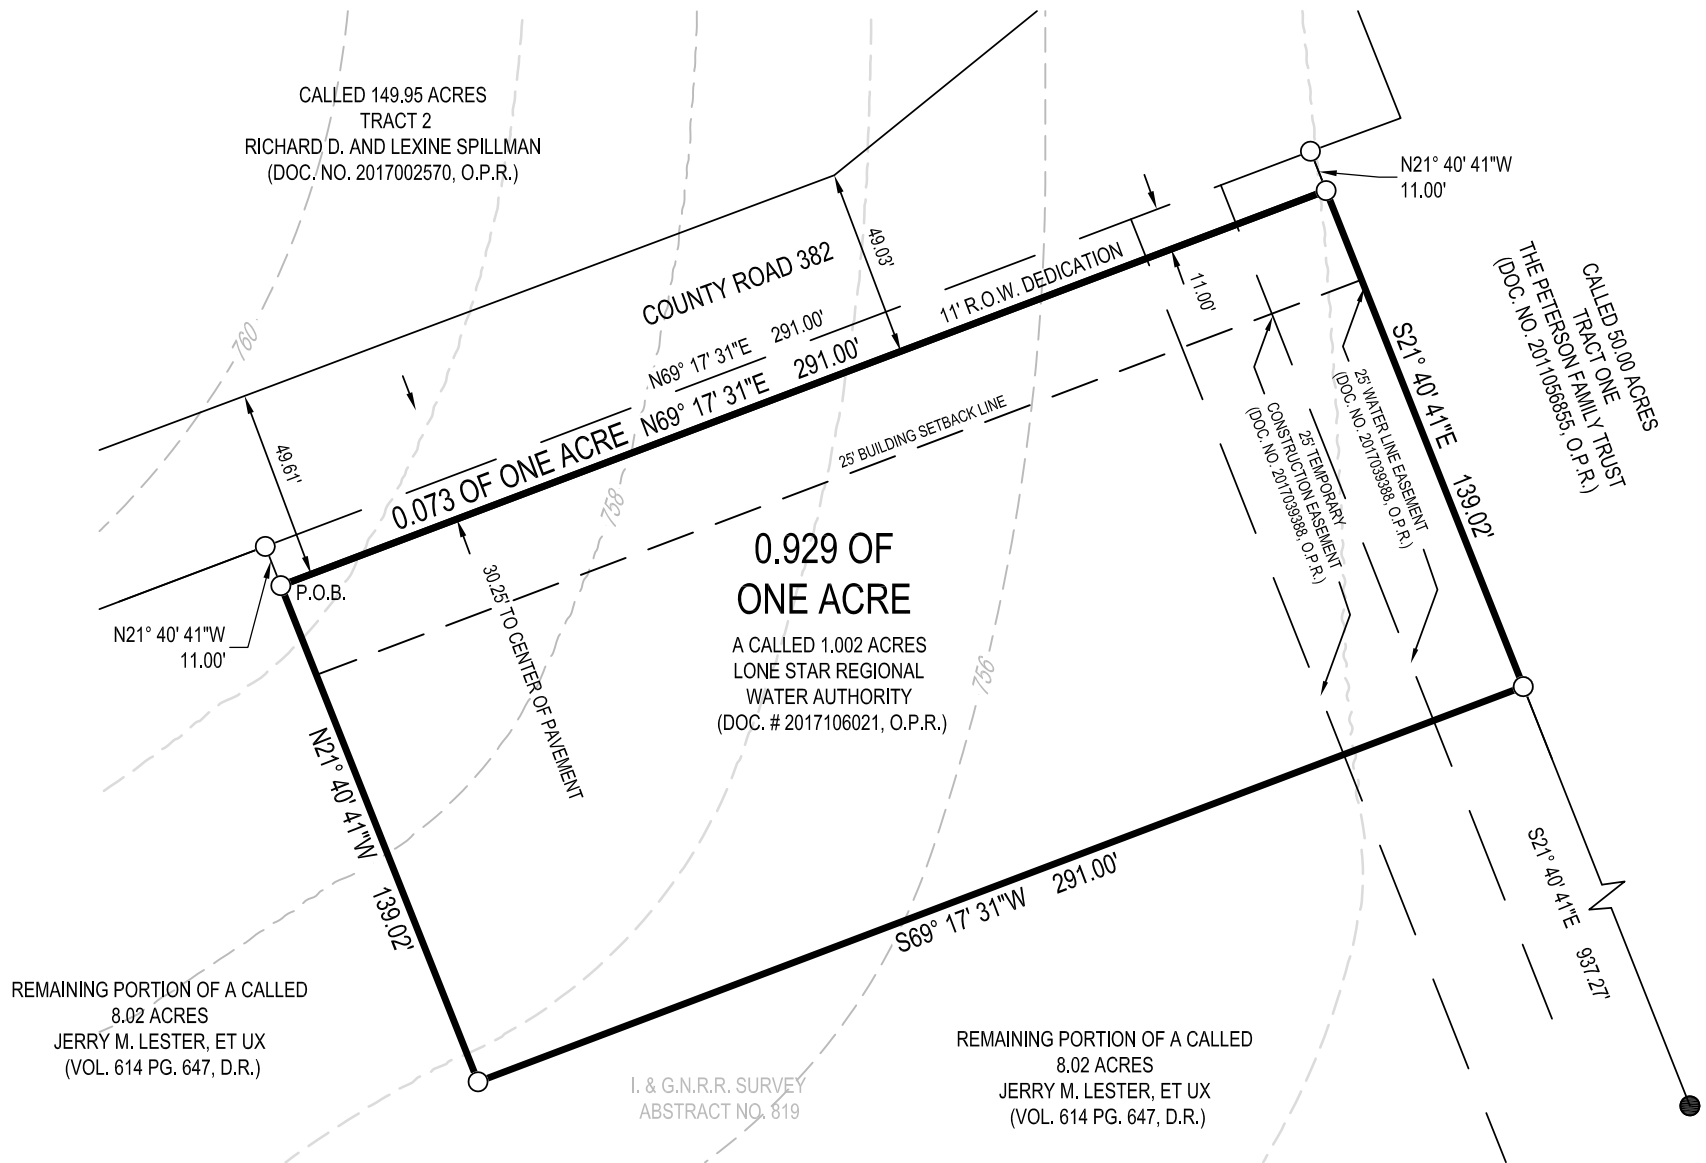 CALLED 149.95 ACRES
TRACT 2
RICHARD D. AND LEXINE SPILLMAN
(DOC. NO. 2017002570, O.P.R.)
N21° 40' 41"W
11.00'
COUNTY ROAD 382
49.03'
11' R.O.W. DEDICATION
11.00'
CALLED 50.00 ACRES
TRACT ONE
THE PETERSON FAMILY TRUST
(DOC. NO. 2011056855, O.P.R.)
760
N69° 17' 31"E 291.00'
N69° 17' 31"E 291.00'
0.073 OF ONE ACRE
49.61'
25' BUILDING SETBACK LINE
S21° 40' 41"E 139.02'
25' WATER LINE EASEMENT
(DOC. NO. 2017039388, O.P.R.)
25' TEMPORARY
CONSTRUCTION EASEMENT
(DOC. NO. 2017039388, O.P.R.)
758
P.O.B.
N21° 40' 41"W
11.00'
30.25' TO CENTER OF PAVEMENT
0.929 OF
ONE ACRE
A CALLED 1.002 ACRES
LONE STAR REGIONAL
WATER AUTHORITY
(DOC. # 2017106021, O.P.R.)
756
N21° 40' 41"W 139.02'
S69° 17' 31"W 291.00'
S21° 40' 41"E 937.27'
REMAINING PORTION OF A CALLED
8.02 ACRES
JERRY M. LESTER, ET UX
(VOL. 614 PG. 647, D.R.)
I. & G.N.R.R. SURVEY
ABSTRACT NO. 819
REMAINING PORTION OF A CALLED
8.02 ACRES
JERRY M. LESTER, ET UX
(VOL. 614 PG. 647, D.R.)